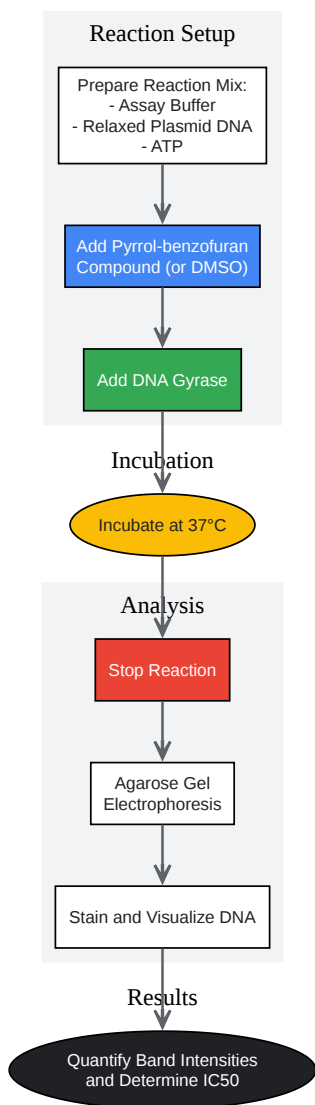 Reaction Setup
Prepare Reaction Mix:
- Assay Buffer
- Relaxed Plasmid DNA
- ATP
Add Pyrrol-benzofuran
Compound (or DMSO)
Add DNA Gyrase
Incubation
Incubate at 37°C
Analysis
Stop Reaction
Agarose Gel
Electrophoresis
Stain and Visualize DNA
Results
Quantify Band Intensities
and Determine IC50